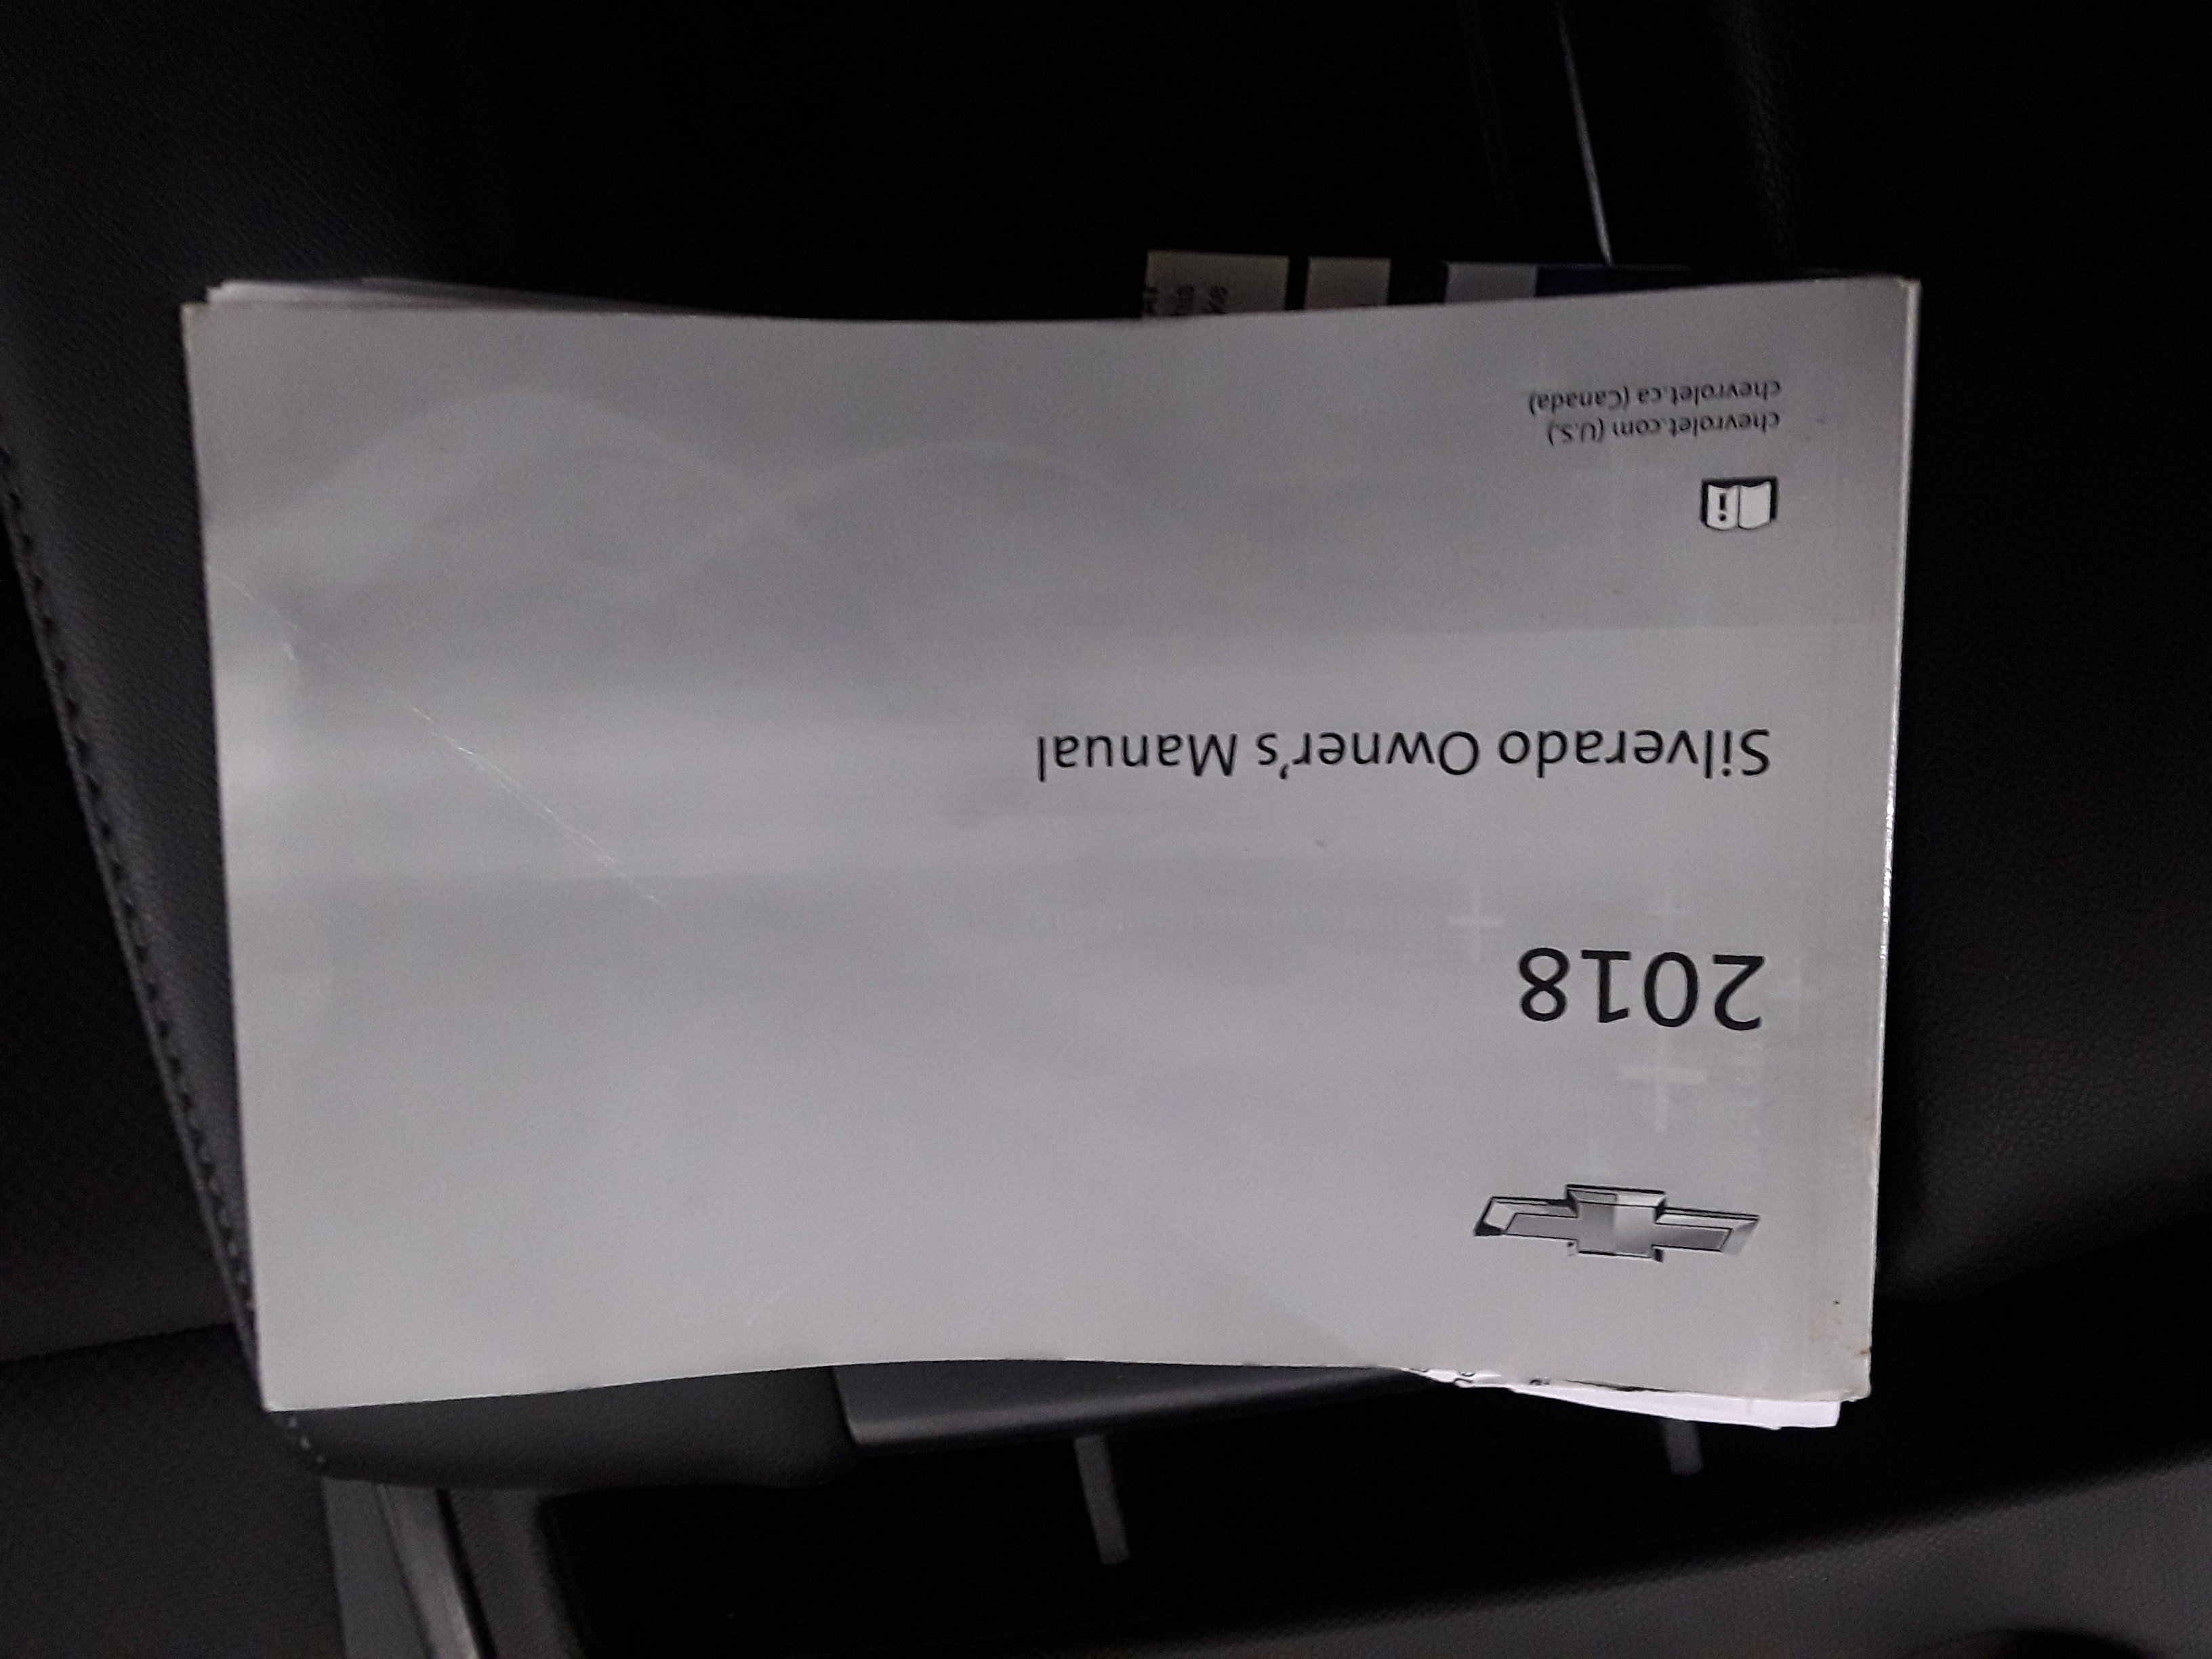 2018
Silverado Owner's Manual
chevrolet.com (U.S.)
chevrolet.ca (Canada)